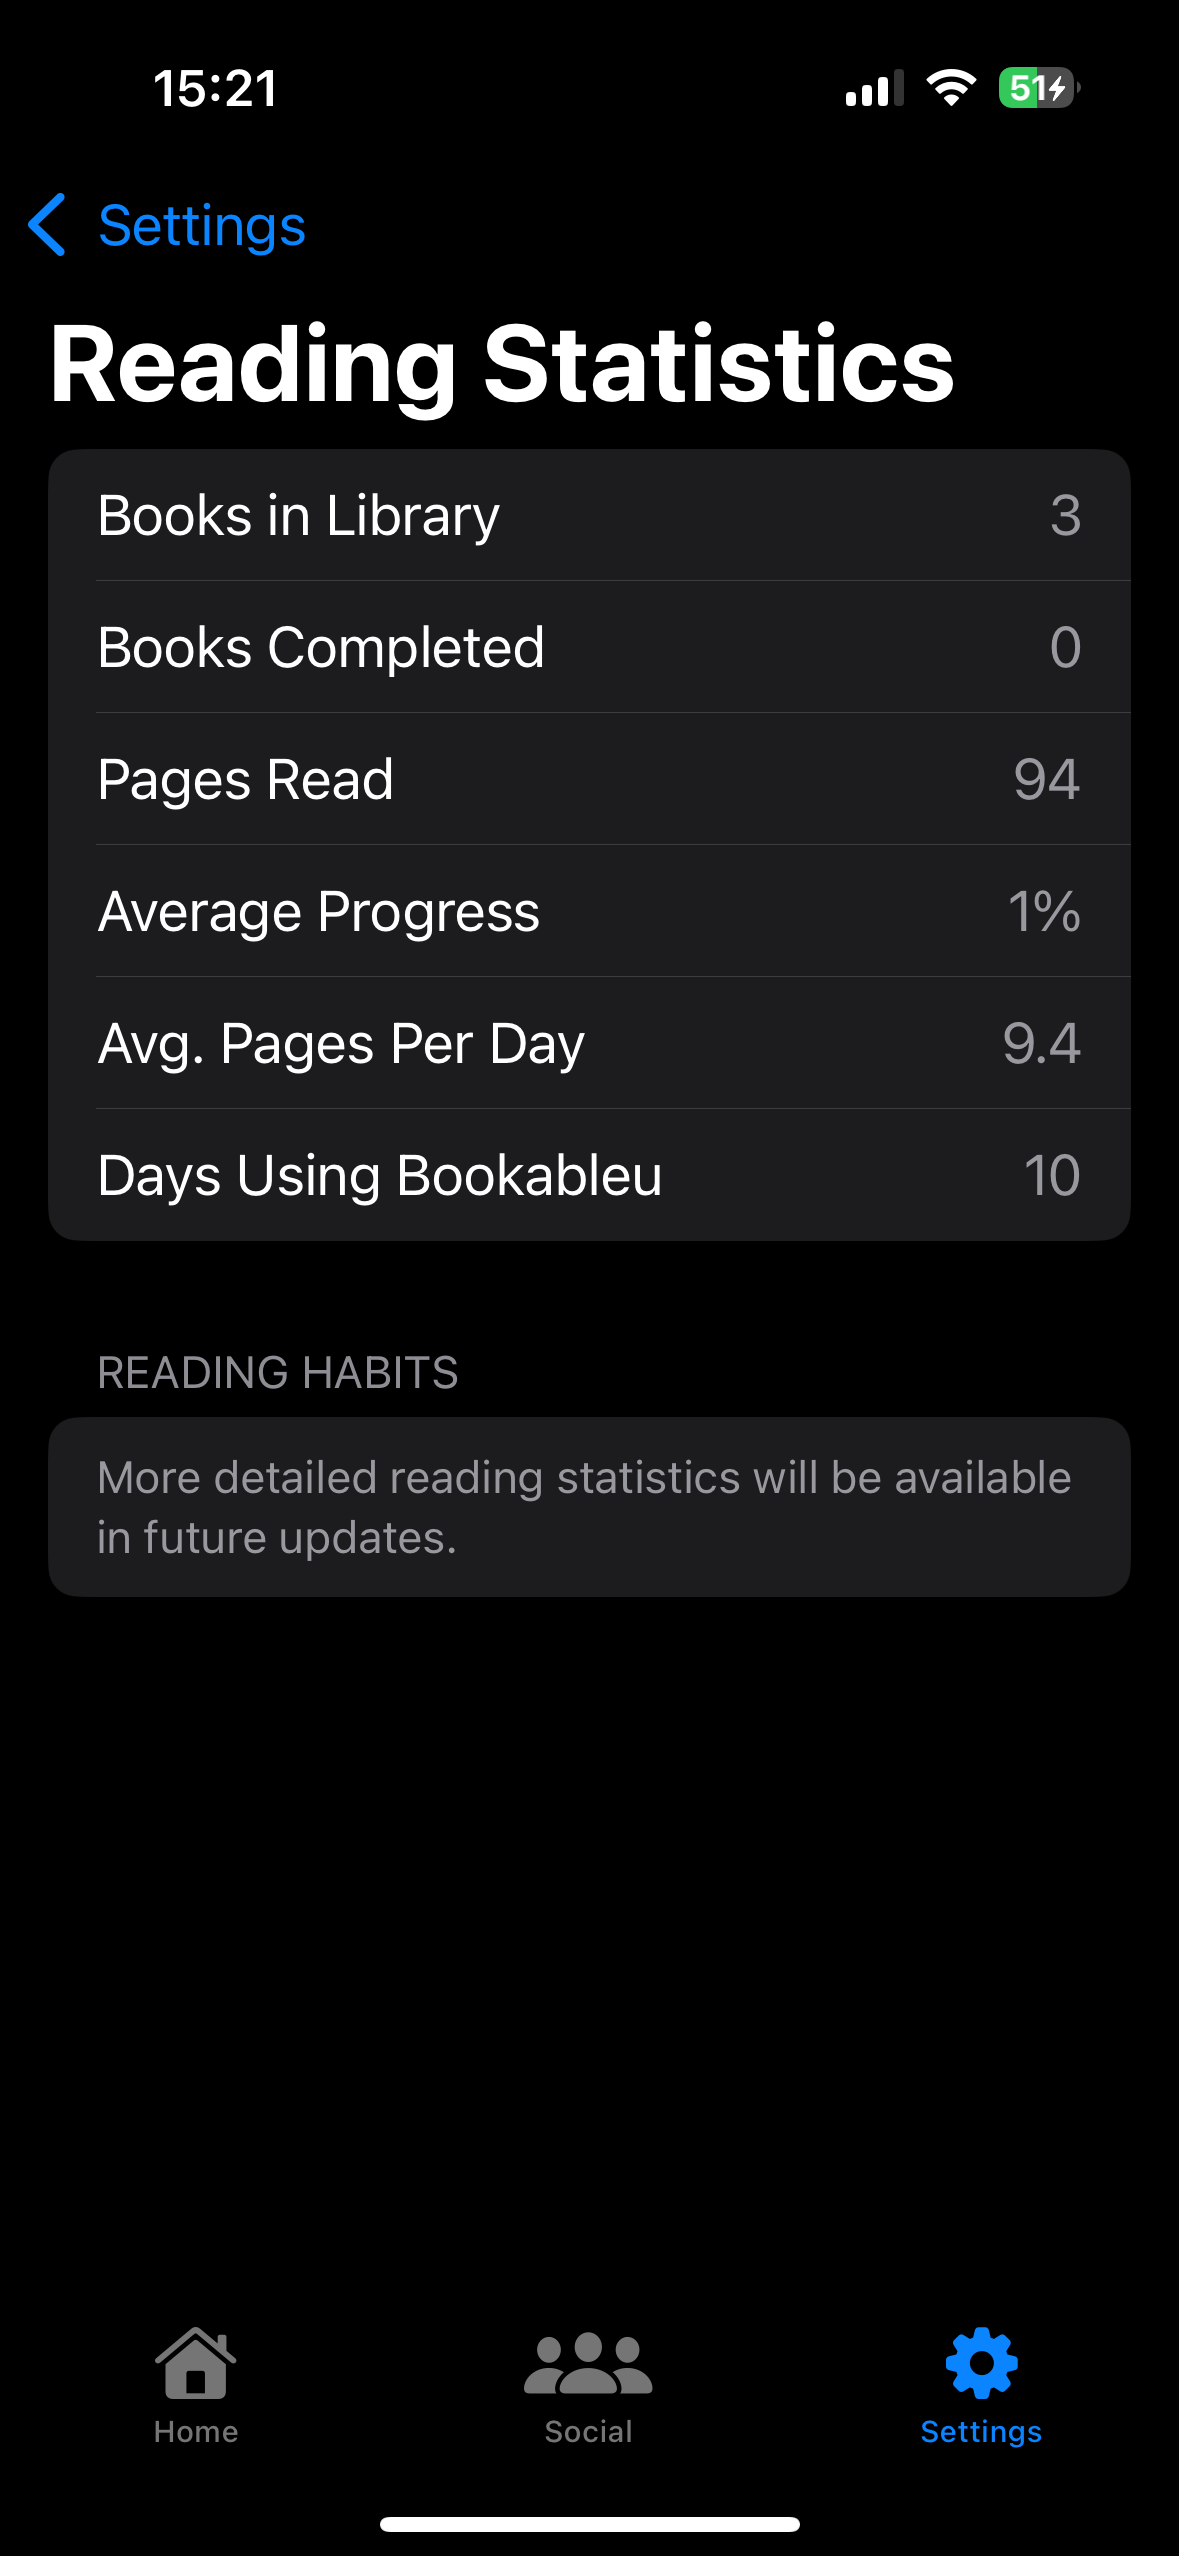 15:21
51
Settings
Reading Statistics
Books in Library 3
Books Completed 0
Pages Read 94
Average Progress 1%
Avg. Pages Per Day 9.4
Days Using Bookableu 10
READING HABITS
More detailed reading statistics will be available
in future updates.
Home Social Settings